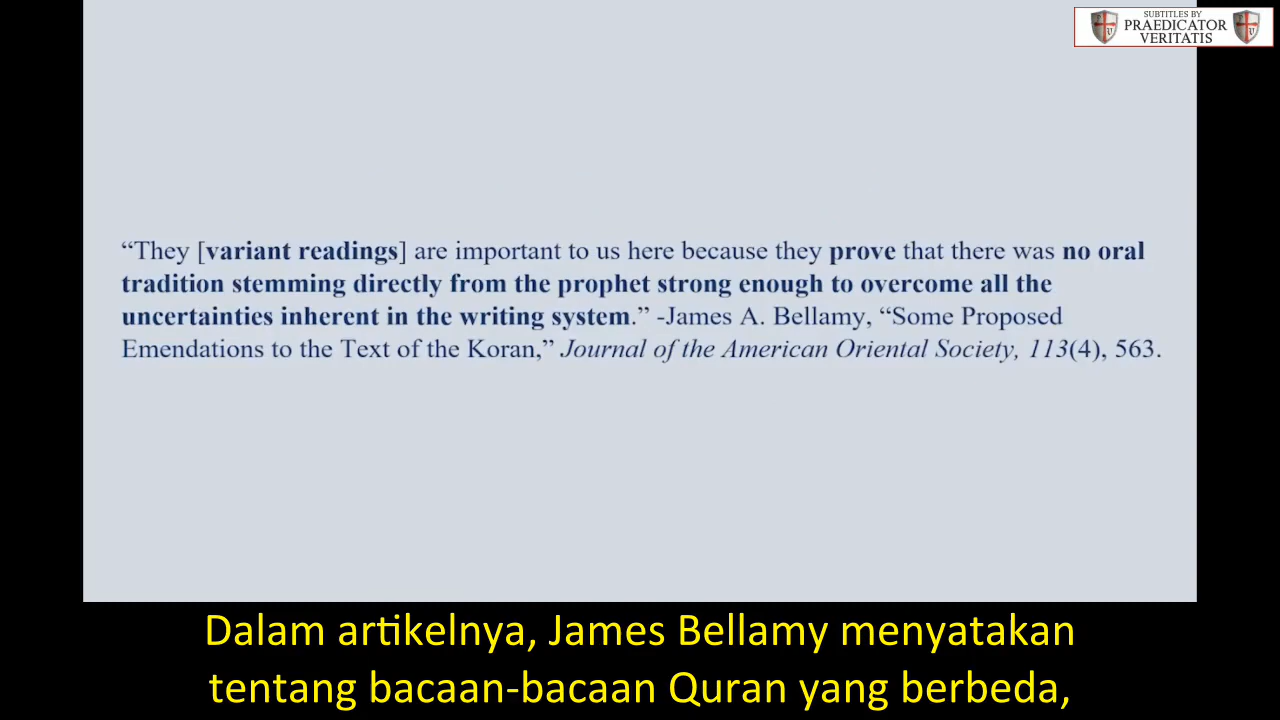 SUBTITLES BY
PRAEDICATOR
VERITATIS
“They [variant readings] are important to us here because they prove that there was no oral
tradition stemming directly from the prophet strong enough to overcome all the
uncertainties inherent in the writing system.” -James A. Bellamy, “Some Proposed
Emendations to the Text of the Koran,” Journal of the American Oriental Society, 113(4), 563.
Dalam artikelnya, James Bellamy menyatakan
tentang bacaan-bacaan Quran yang berbeda,